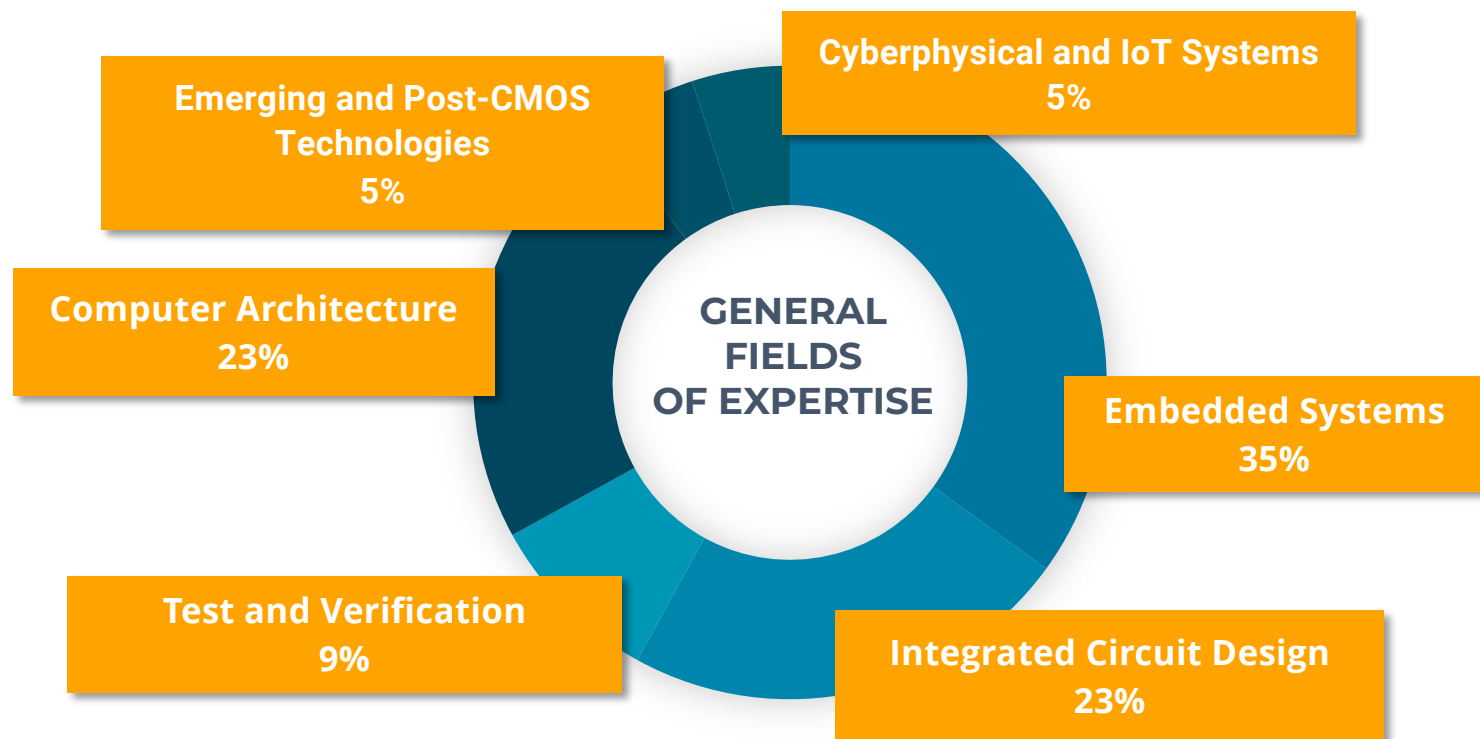 Cyberphysical and IoT Systems
5%
Emerging and Post-CMOS
Technologies
5%
Computer Architecture
23%
GENERAL
FIELDS
OF EXPERTISE
Embedded Systems
35%
Test and Verification
9%
Integrated Circuit Design
23%